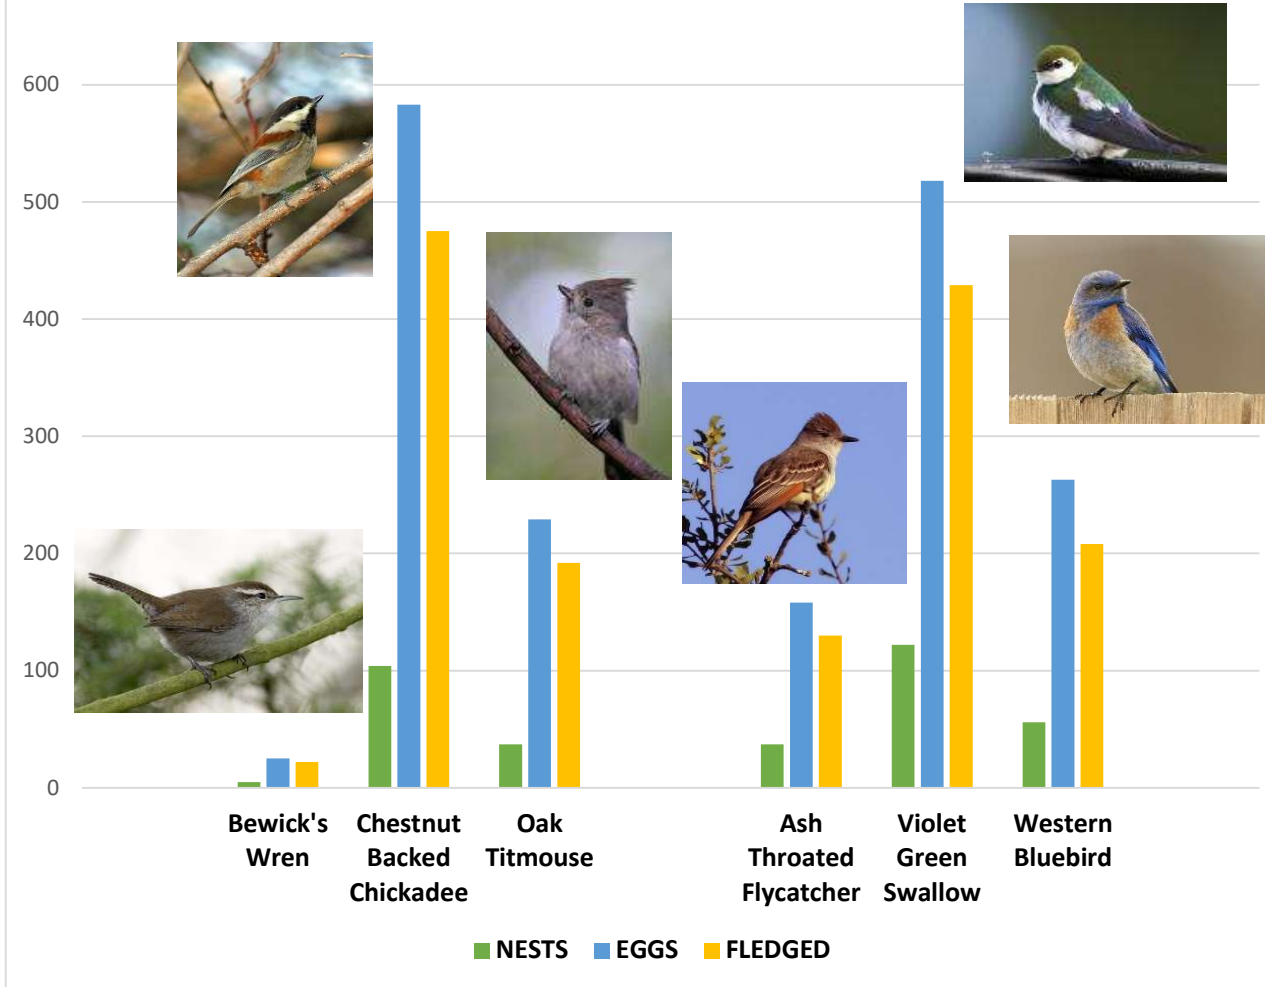 600
500
400
300
200
100
0
Bewick's
Wren
Chestnut
Backed
Chickadee
Oak
Titmouse
Ash
Throated
Flycatcher
Violet
Green
Swallow
Western
Bluebird
NESTS EGGS FLEDGED